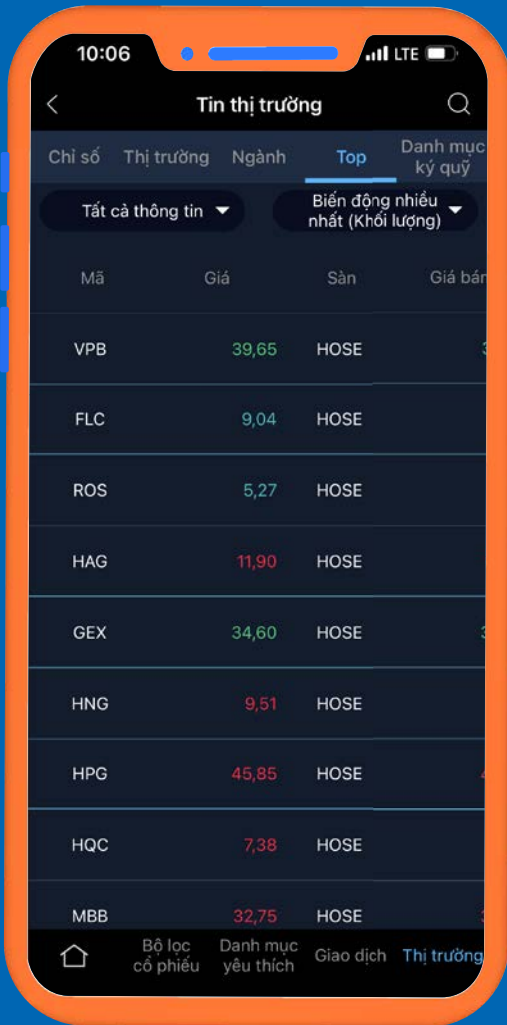 10:06 LTE
Tin thị trường
Chỉ số Thị trường Ngành Top Danh mục
ký quỹ
Tất cả thông tin Biến động nhiều
nhất (Khối lượng)
Mã Giá Sàn Giá bán
VPB 39,65 HOSE
FLC 9,04 HOSE
ROS 5,27 HOSE
HAG 11,90 HOSE
GEX 34,60 HOSE
HNG 9,51 HOSE
HPG 45,85 HOSE
HQC 7,38 HOSE
MBB 32,75 HOSE
Bộ lọc
cổ phiếu
Danh mục
yêu thích
Giao dịch
Thị trường